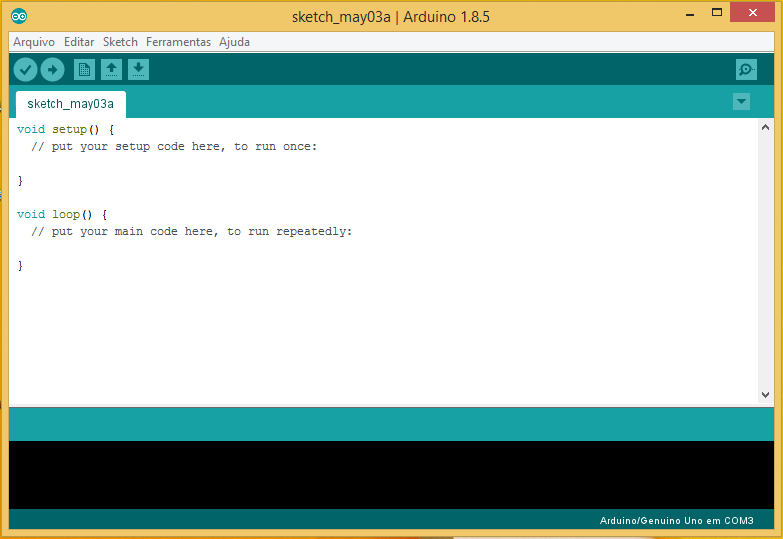 sketch_may03a | Arduino 1.8.5
Arquivo Editar Sketch Ferramentas Ajuda
sketch_may03a
void setup() {
  // put your setup code here, to run once:
}
void loop() {
  // put your main code here, to run repeatedly:
}
Arduino/Genuino Uno em COM3